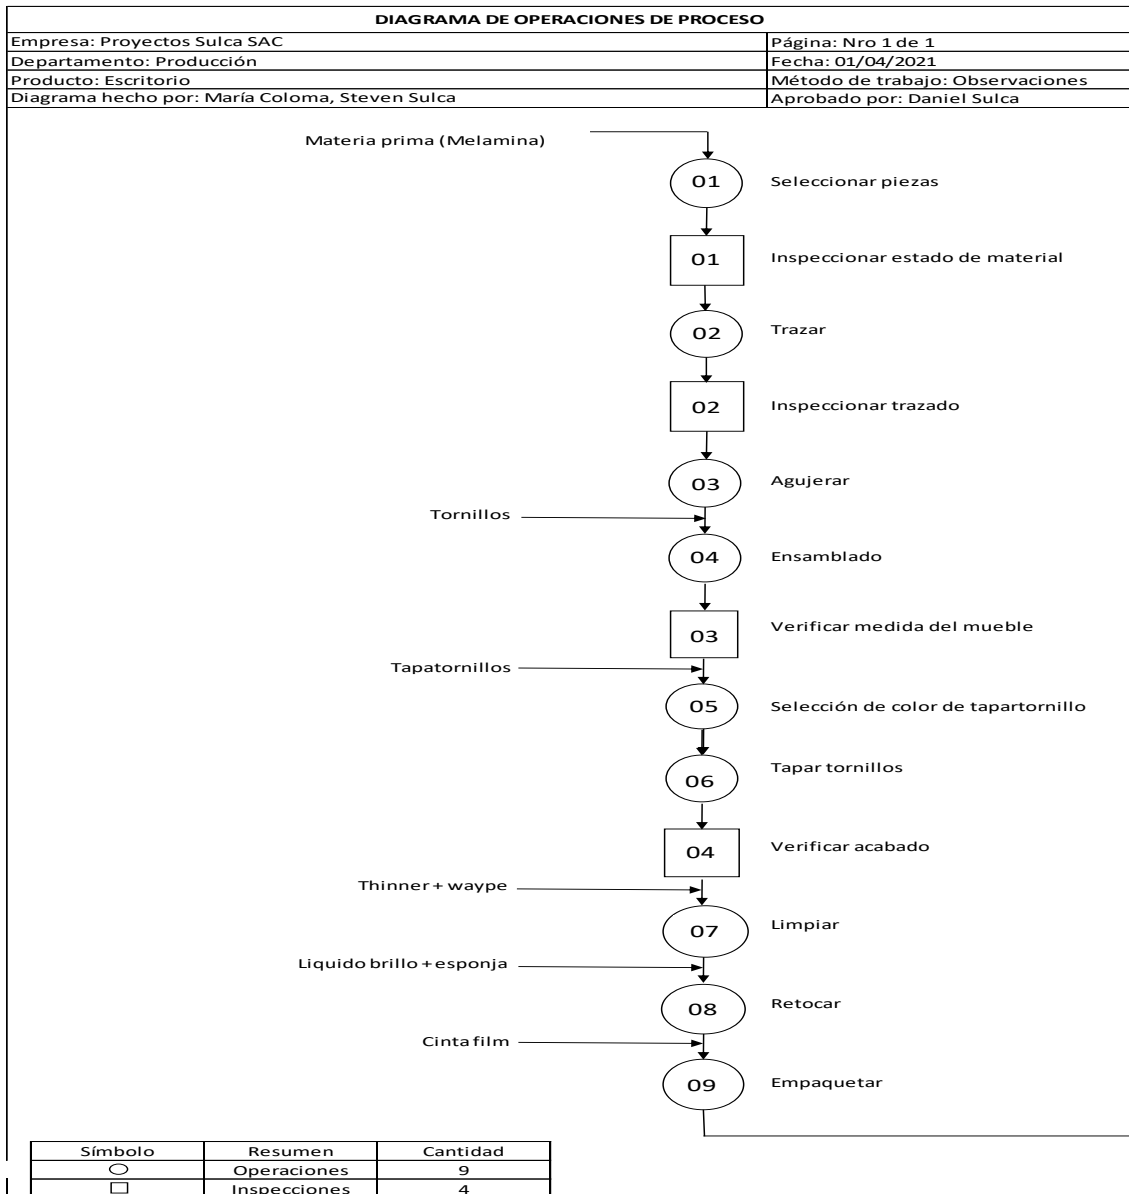 DIAGRAMA DE OPERACIONES DE PROCESO
Empresa: Proyectos Sulca SAC
Página: Nro 1 de 1
Departamento: Producción
Fecha: 01/04/2021
Producto: Escritorio
Método de trabajo: Observaciones
Diagrama hecho por: María Coloma, Steven Sulca
Aprobado por: Daniel Sulca
Materia prima (Melamina)
01 Seleccionar piezas
01 Inspeccionar estado de material
02 Trazar
02 Inspeccionar trazado
03 Agujerar
Tornillos
04 Ensamblado
03 Verificar medida del mueble
Tapatornillos
05 Selección de color de tapartornillo
06 Tapar tornillos
04 Verificar acabado
Thinner + waype
07 Limpiar
Liquido brillo + esponja
08 Retocar
Cinta film
09 Empaquetar
Símbolo Resumen Cantidad
Operaciones 9
Inspecciones 4